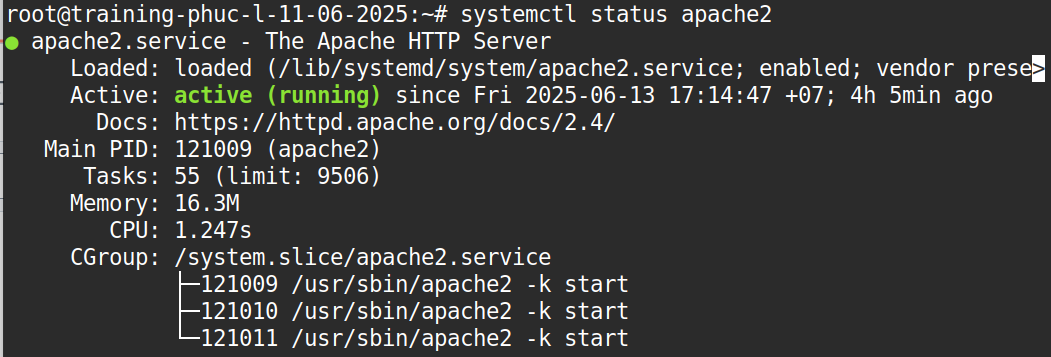 root@training-phuc-l-11-06-2025:~# systemctl status apache2
● apache2.service - The Apache HTTP Server
     Loaded: loaded (/lib/systemd/system/apache2.service; enabled; vendor prese>
     Active: active (running) since Fri 2025-06-13 17:14:47 +07; 4h 5min ago
       Docs: https://httpd.apache.org/docs/2.4/
   Main PID: 121009 (apache2)
      Tasks: 55 (limit: 9506)
     Memory: 16.3M
        CPU: 1.247s
     CGroup: /system.slice/apache2.service
             ├─121009 /usr/sbin/apache2 -k start
             ├─121010 /usr/sbin/apache2 -k start
             └─121011 /usr/sbin/apache2 -k start